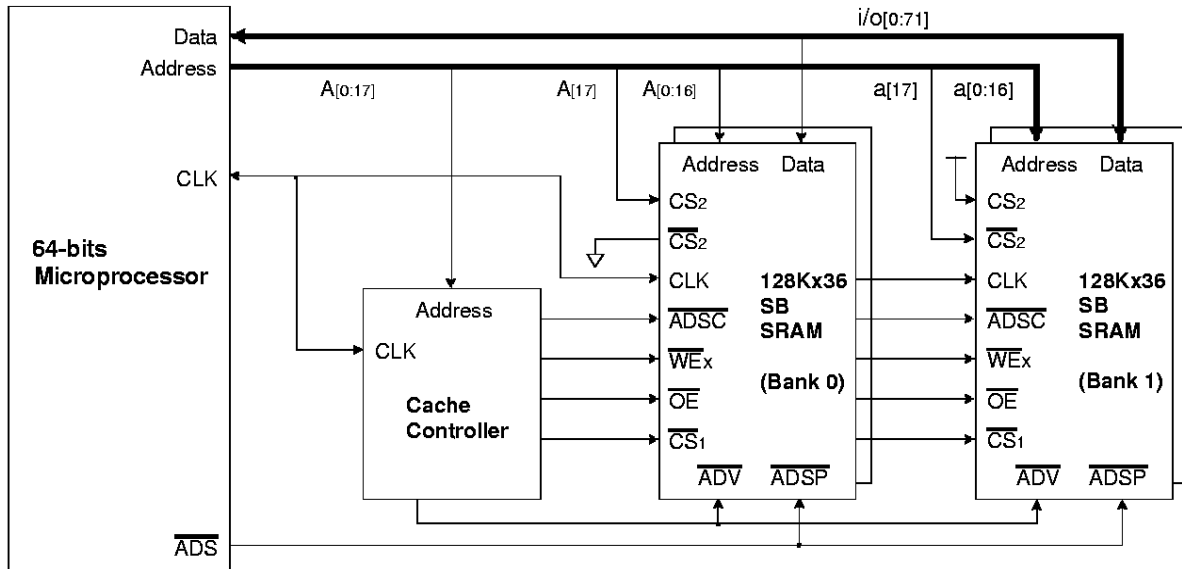 Data
Address
CLK
64-bits
Microprocessor
ADS
i/o[0:71]
A[0:17]
A[17]
A[0:16]
a[17]
a[0:16]
Address
CLK
Cache
Controller
Address Data
CS2
CS2
CLK
ADSC
WEx
OE
CS1
ADV ADSP
128Kx36
SB
SRAM
(Bank 0)
Address Data
CS2
CS2
CLK
ADSC
WEx
OE
CS1
ADV ADSP
128Kx36
SB
SRAM
(Bank 1)